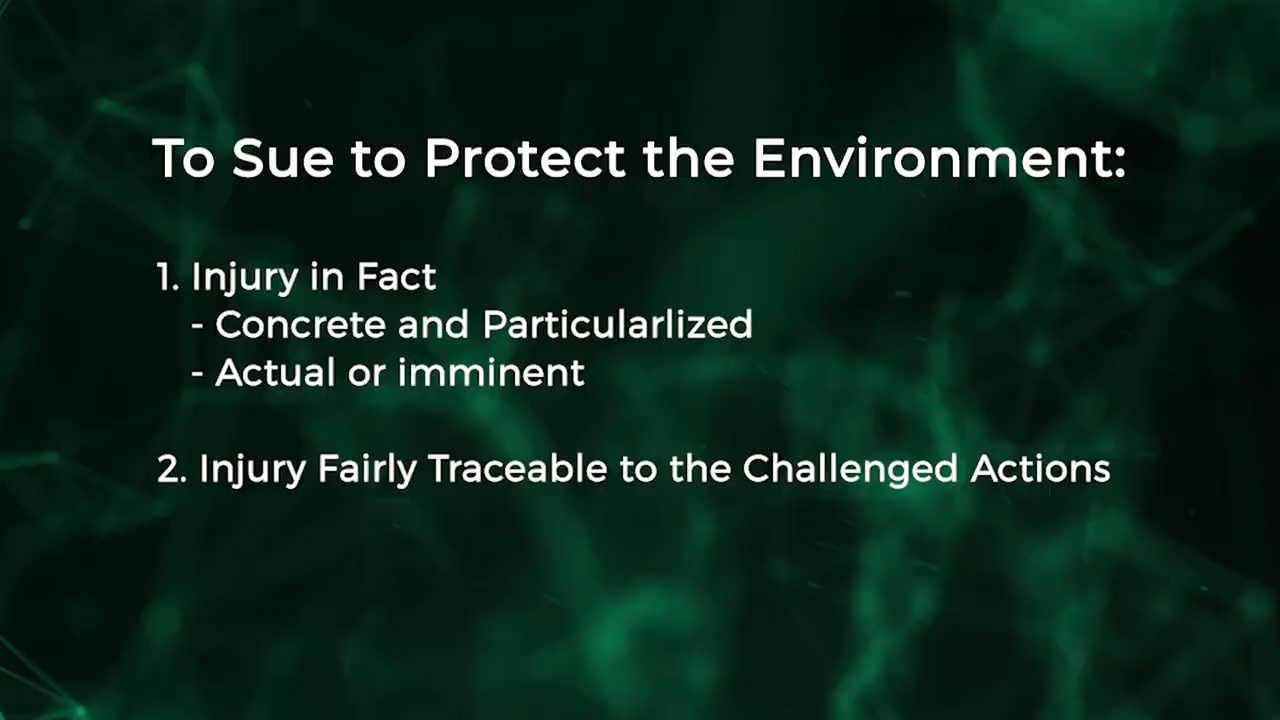 To Sue to Protect the Environment:
1. Injury in Fact
- Concrete and Particularlized
- Actual or imminent
2. Injury Fairly Traceable to the Challenged Actions